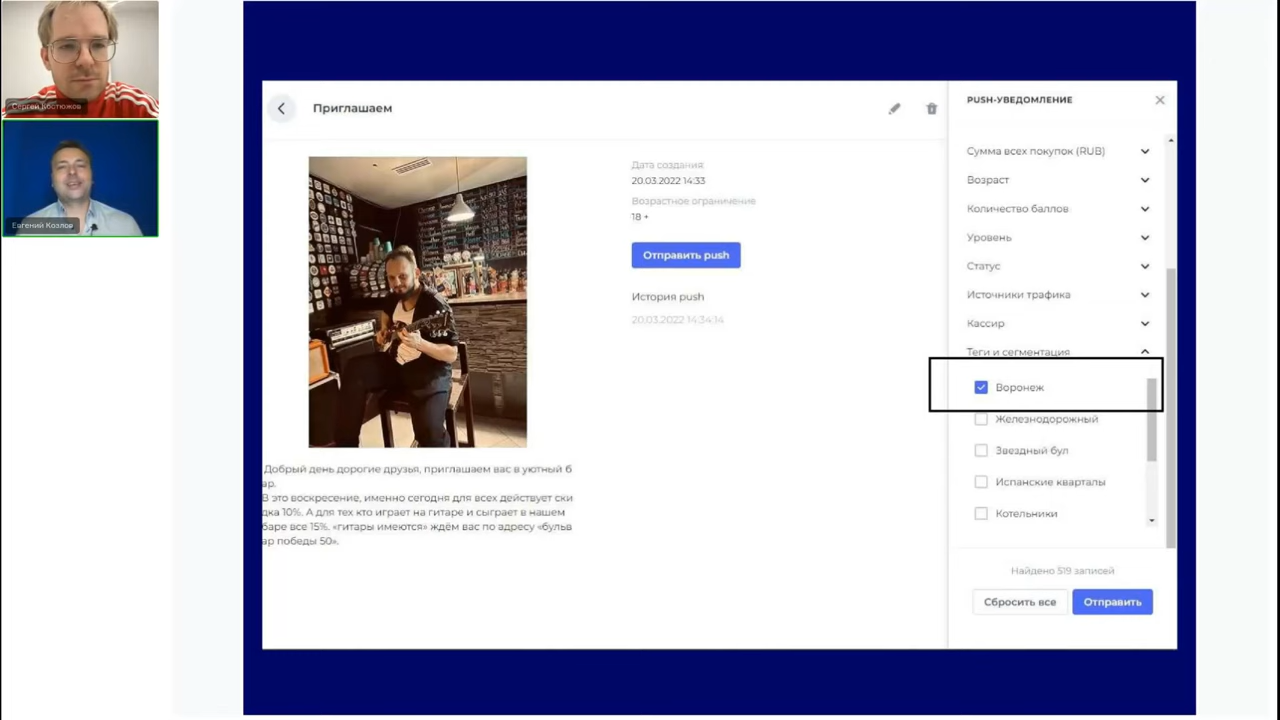 Сергей Костюжов
Евгений Козлов
Приглашаем
Дата создания
20.03.2022 14:33
Возрастное ограничение
18 +
Отправить push
История push
20.03.2022 14:34:14
Добрый день дорогие друзья, приглашаем вас в уютный б
ар.
В это воскресение, именно сегодня для всех действует ски
дка 10%. А для тех кто играет на гитаре и сыграет в нашем
баре все 15%. «гитары имеются» ждём вас по адресу «бульв
ар победы 50».
PUSH-УВЕДОМЛЕНИЕ
Сумма всех покупок (RUB)
Возраст
Количество баллов
Уровень
Статус
Источники трафика
Кассир
Теги и сегментация
Воронеж
Железнодорожный
Звездный бул
Испанские кварталы
Котельники
Найдено 519 записей
Сбросить все
Отправить